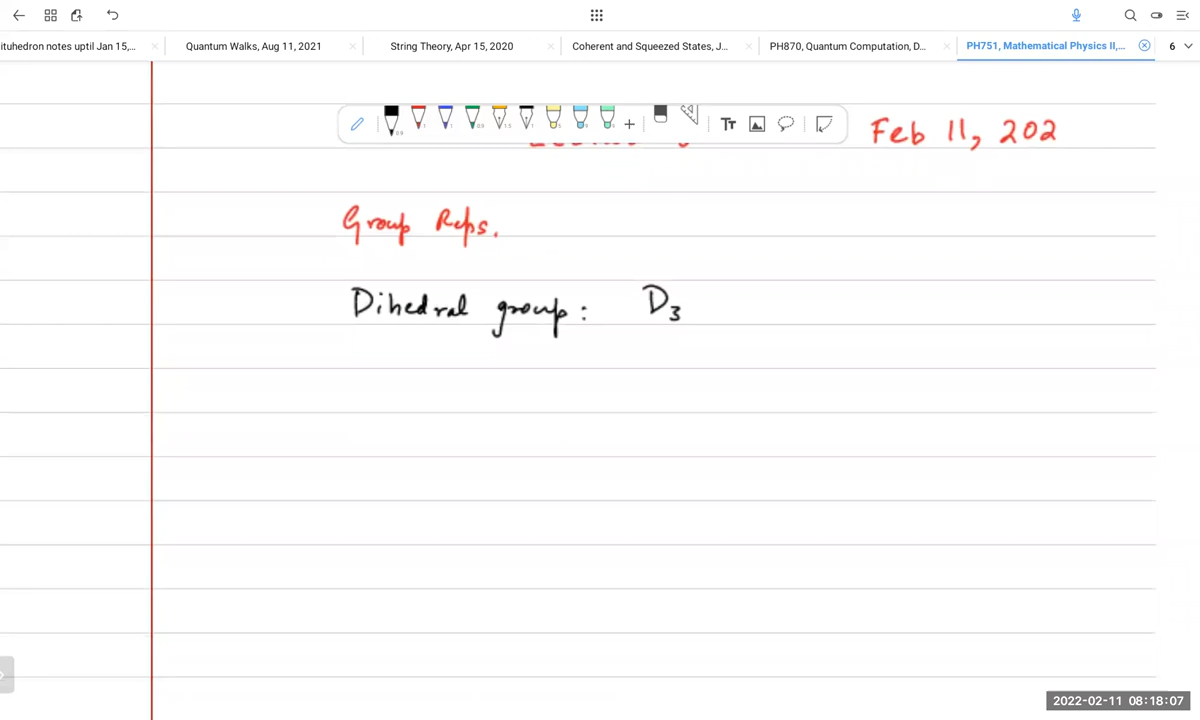 ituhedron notes uptil Jan 15,... Quantum Walks, Aug 11, 2021 String Theory, Apr 15, 2020 Coherent and Squeezed States, J... PH870, Quantum Computation, D... PH751, Mathematical Physics II,... 6
Feb 11, 202
Group Reps.
Dihedral group: D₃
2022-02-11 08:18:07